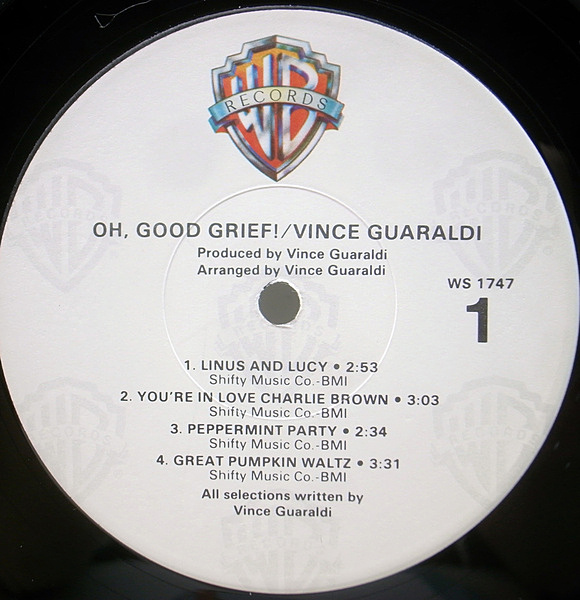 WB
RECORDS
OH, GOOD GRIEF!/VINCE GUARALDI
Produced by Vince Guaraldi
Arranged by Vince Guaraldi
WS 1747
1
1. LINUS AND LUCY • 2:53
Shifty Music Co.-BMI
2. YOU'RE IN LOVE CHARLIE BROWN • 3:03
Shifty Music Co.-BMI
3. PEPPERMINT PARTY • 2:34
Shifty Music Co.-BMI
4. GREAT PUMPKIN WALTZ • 3:31
Shifty Music Co.-BMI
All selections written by
Vince Guaraldi